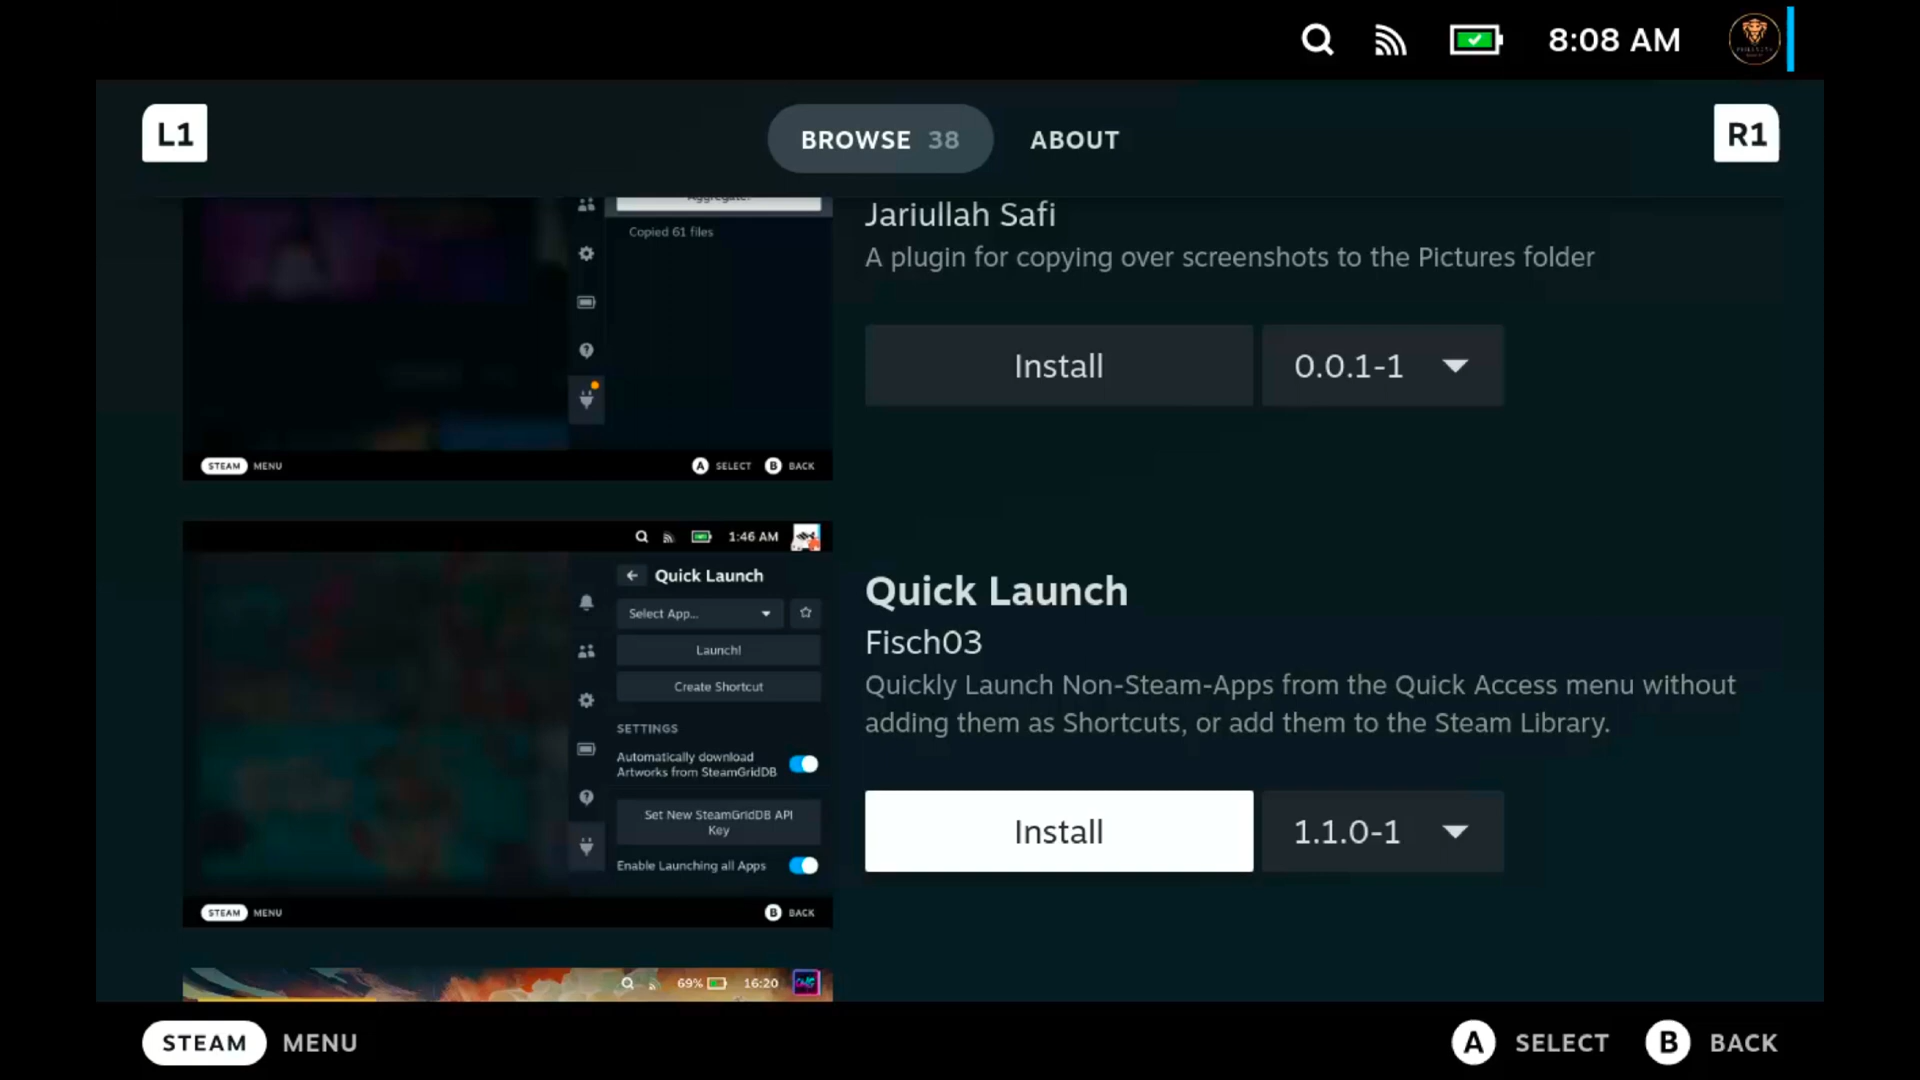 8:08 AM
L1
BROWSE 38
ABOUT
R1
Aggregate!
Copied 61 files
STEAM MENU
A SELECT B BACK
Jariullah Safi
A plugin for copying over screenshots to the Pictures folder
Install
0.0.1-1
1:46 AM
Quick Launch
Select App...
Launch!
Create Shortcut
SETTINGS
Automatically download
Artworks from SteamGridDB
Set New SteamGridDB API
Key
Enable Launching all Apps
STEAM MENU
B BACK
Quick Launch
Fisch03
Quickly Launch Non-Steam-Apps from the Quick Access menu without
adding them as Shortcuts, or add them to the Steam Library.
Install
1.1.0-1
69%
16:20
STEAM MENU
A SELECT B BACK